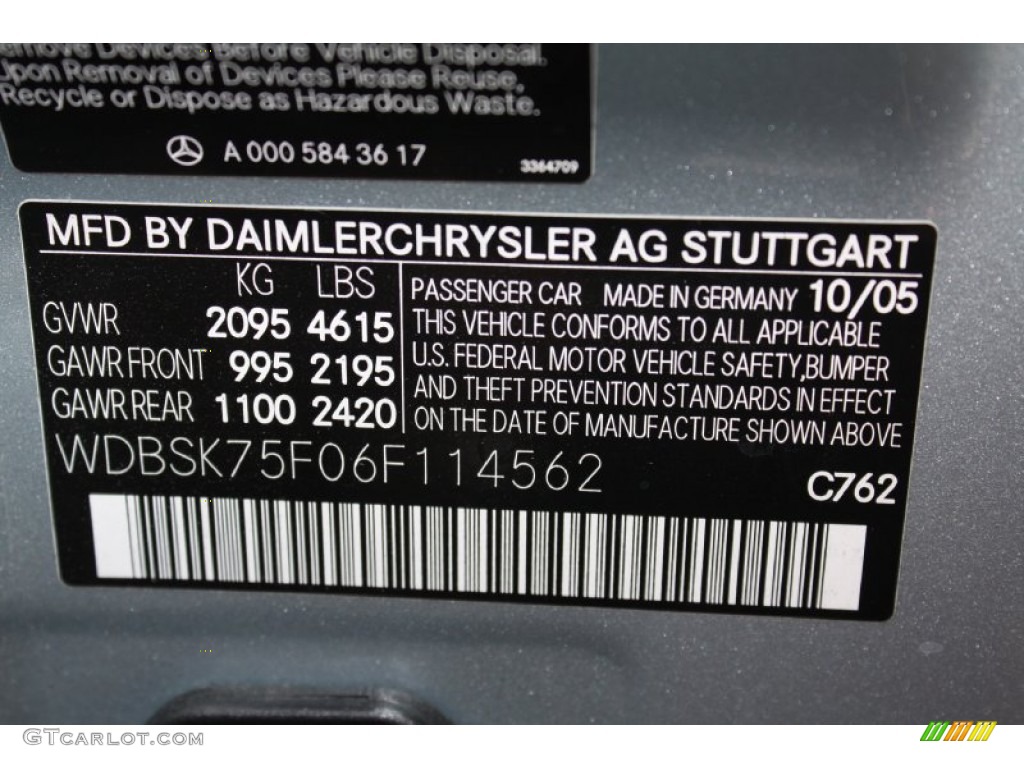 Remove Devices Before Vehicle Disposal.
Upon Removal of Devices Please Reuse,
Recycle or Dispose as Hazardous Waste.
A 000 584 36 17
3364709
MFD BY DAIMLERCHRYSLER AG STUTTGART
KG LBS
GVWR 2095 4615
GAWR FRONT 995 2195
GAWR REAR 1100 2420
PASSENGER CAR MADE IN GERMANY 10/05
THIS VEHICLE CONFORMS TO ALL APPLICABLE
U.S. FEDERAL MOTOR VEHICLE SAFETY,BUMPER
AND THEFT PREVENTION STANDARDS IN EFFECT
ON THE DATE OF MANUFACTURE SHOWN ABOVE
WDBSK75F06F114562
C762
GTCarLot.com